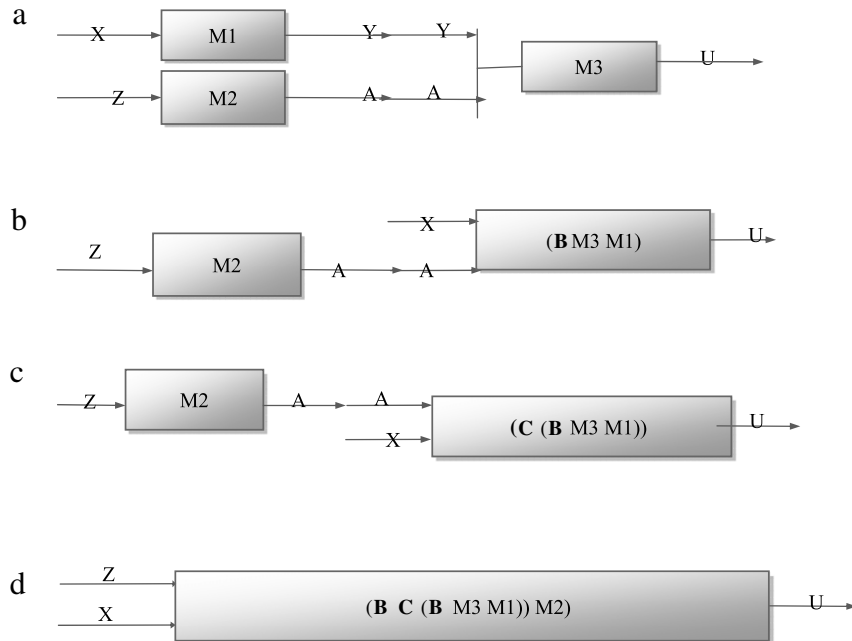 a
X M1 Y Y M3 U
Z M2 A A
b
Z M2 A A X (B M3 M1) U
c
Z M2 A A X (C (B M3 M1)) U
d
Z X (B C (B M3 M1)) M2) U